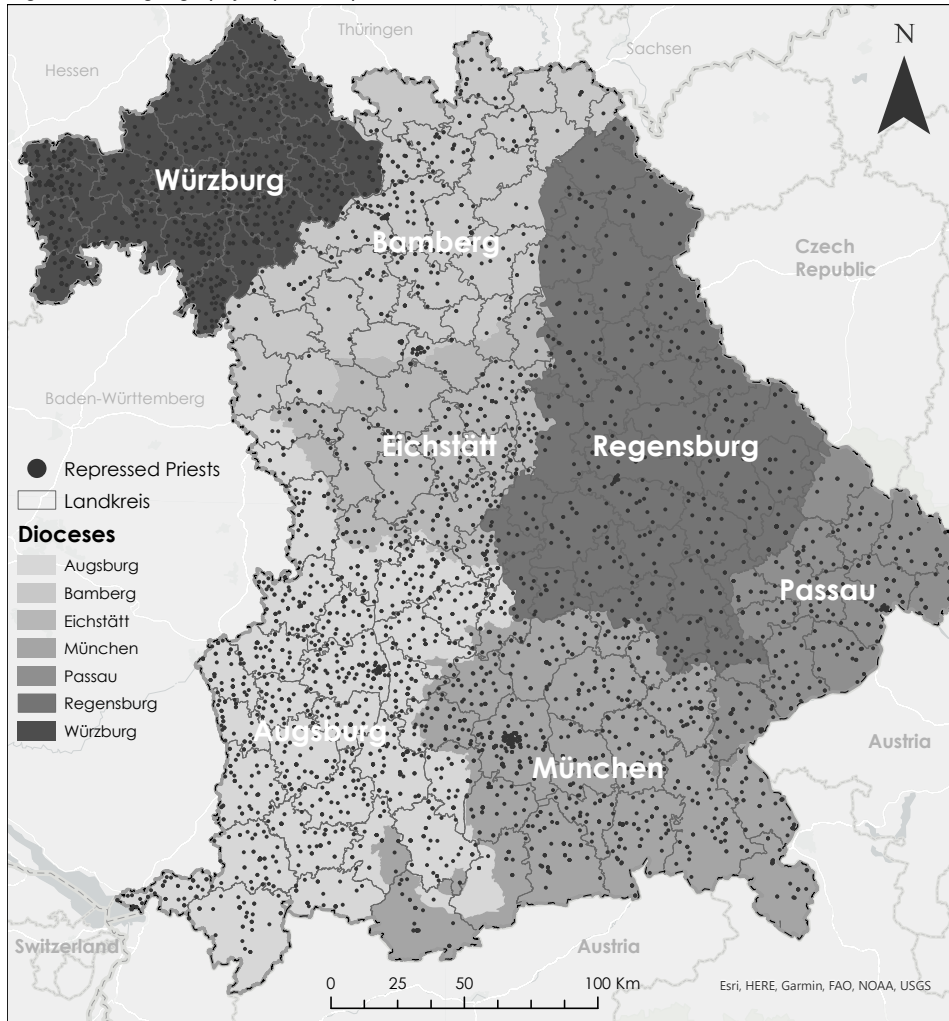 Thüringen
Sachsen
Hessen
N
Würzburg
Bamberg
Czech
Republic
Baden-Württemberg
Eichstätt
Regensburg
Repressed Priests
Landkreis
Dioceses
Augsburg
Bamberg
Eichstätt
München
Passau
Regensburg
Würzburg
Passau
Augsburg
München
Austria
Switzerland
Austria
0 25 50 100 Km
Esri, HERE, Garmin, FAO, NOAA, USGS